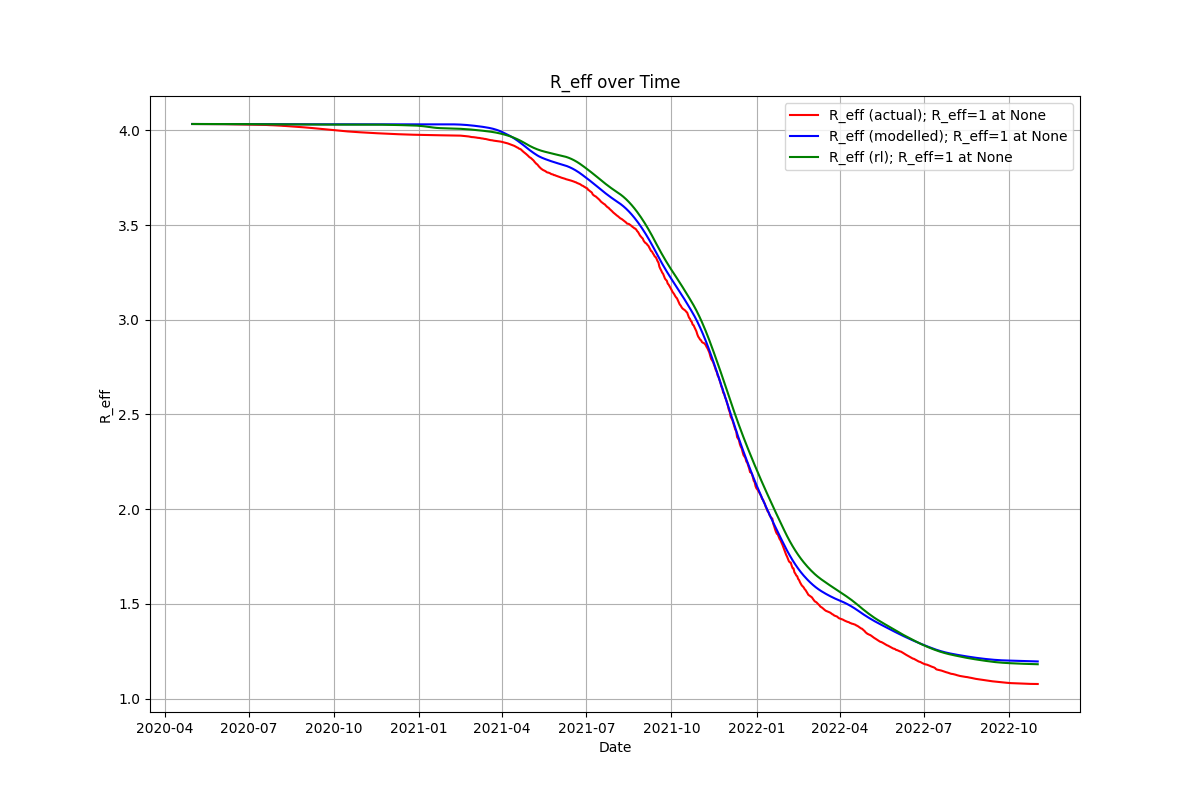 R_eff over Time
R_eff (actual); R_eff=1 at None
R_eff (modelled); R_eff=1 at None
R_eff (rl); R_eff=1 at None
4.0
3.5
3.0
2.5
2.0
1.5
1.0
R_eff
2020-04 2020-07 2020-10 2021-01 2021-04 2021-07 2021-10 2022-01 2022-04 2022-07 2022-10
Date